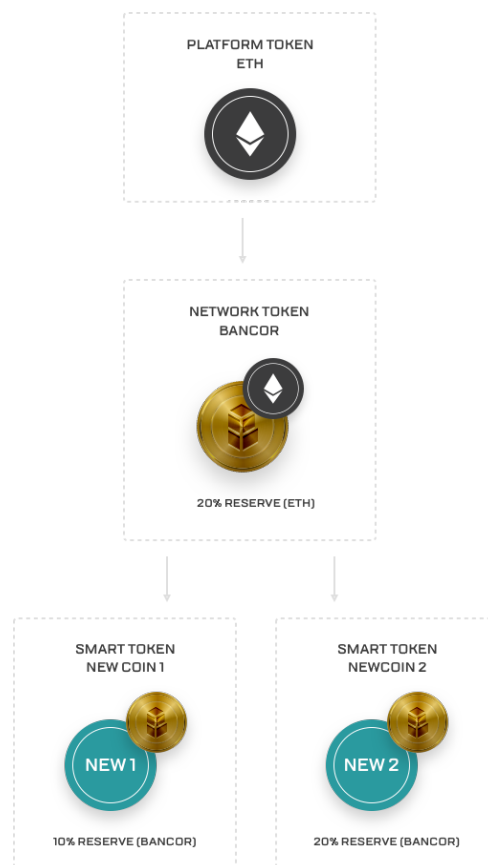 PLATFORM TOKEN
ETH
NETWORK TOKEN
BANCOR
20% RESERVE (ETH)
SMART TOKEN
NEW COIN 1
NEW 1
10% RESERVE (BANCOR)
SMART TOKEN
NEWCOIN 2
NEW 2
20% RESERVE (BANCOR)